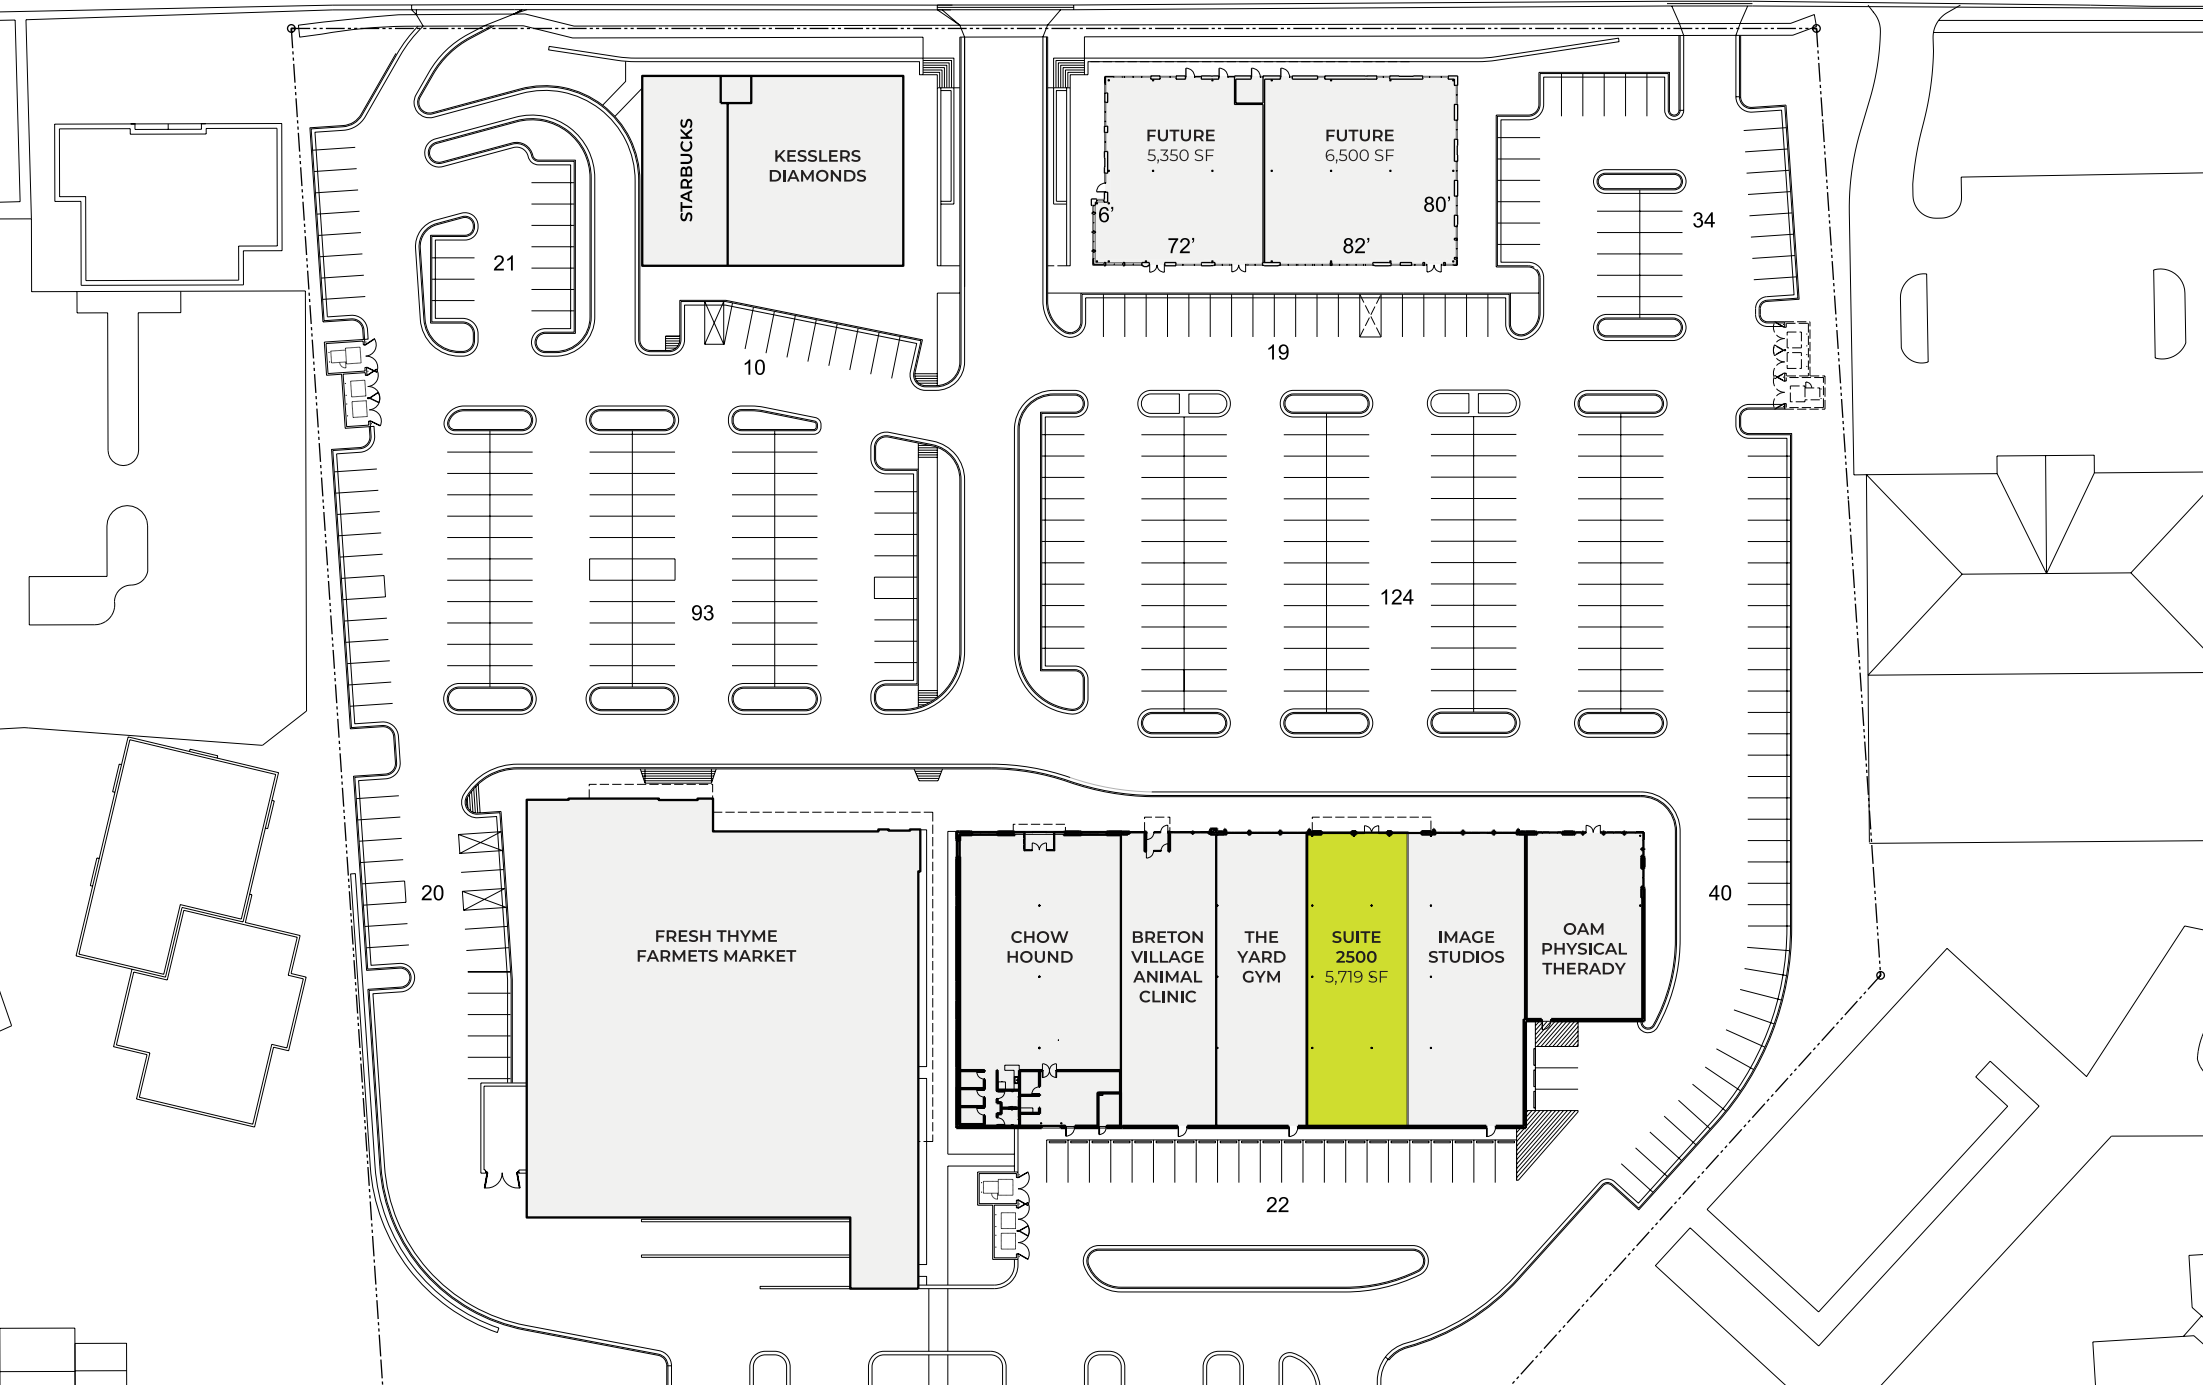 STARBUCKS
KESSLERS
DIAMONDS
FUTURE
5,350 SF
FUTURE
6,500 SF
6'
80'
72'
82'
34
21
10
19
93
124
20
40
FRESH THYME
FARMETS MARKET
CHOW
HOUND
BRETON
VILLAGE
ANIMAL
CLINIC
THE
YARD
GYM
SUITE
2500
5,719 SF
IMAGE
STUDIOS
OAM
PHYSICAL
THERADY
22